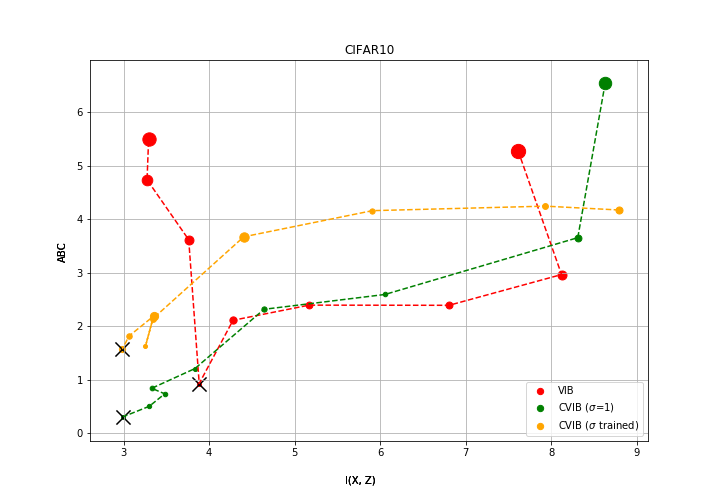 CIFAR10
6
5
4
3
2
1
0
ABC
3
4
5
6
7
8
9
I(X, Z)
VIB
CVIB (σ=1)
CVIB (σ trained)